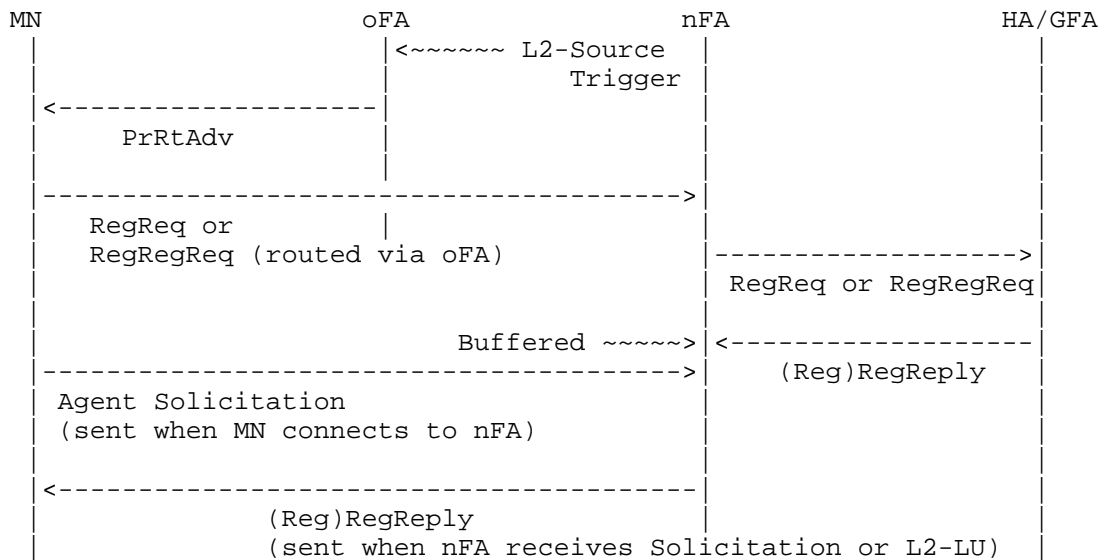 MN oFA nFA HA/GFA
<~~~~~~ L2-Source
Trigger
PrRtAdv
RegReq or
RegRegReq (routed via oFA)
RegReq or RegRegReq
Buffered ~~~~~>
(Reg)RegReply
Agent Solicitation
(sent when MN connects to nFA)
(Reg)RegReply
(sent when nFA receives Solicitation or L2-LU)